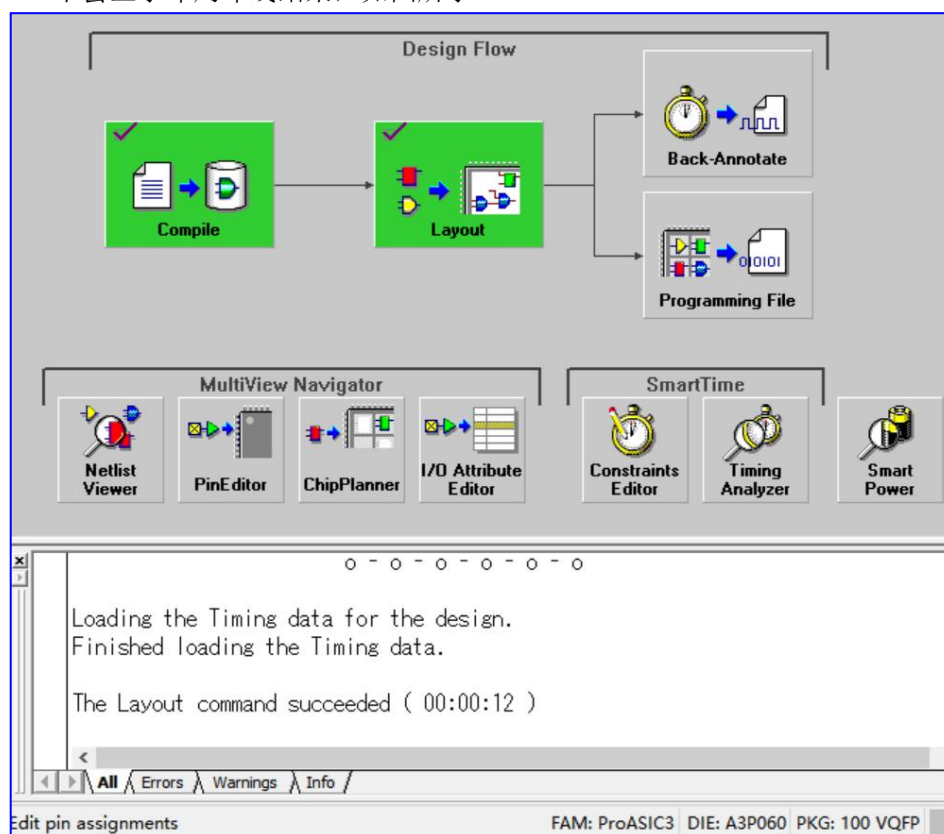 Design Flow
Compile
Layout
Back-Annotate
010101
Programming File
MultiView Navigator
SmartTime
Netlist
Viewer
PinEditor
ChipPlanner
I/O Attribute
Editor
Constraints
Editor
Timing
Analyzer
Smart
Power
o - o - o - o - o - o
Loading the Timing data for the design.
Finished loading the Timing data.
The Layout command succeeded ( 00:00:12 )
All Errors Warnings Info
Edit pin assignments FAM: ProASIC3 DIE: A3P060 PKG: 100 VQFP